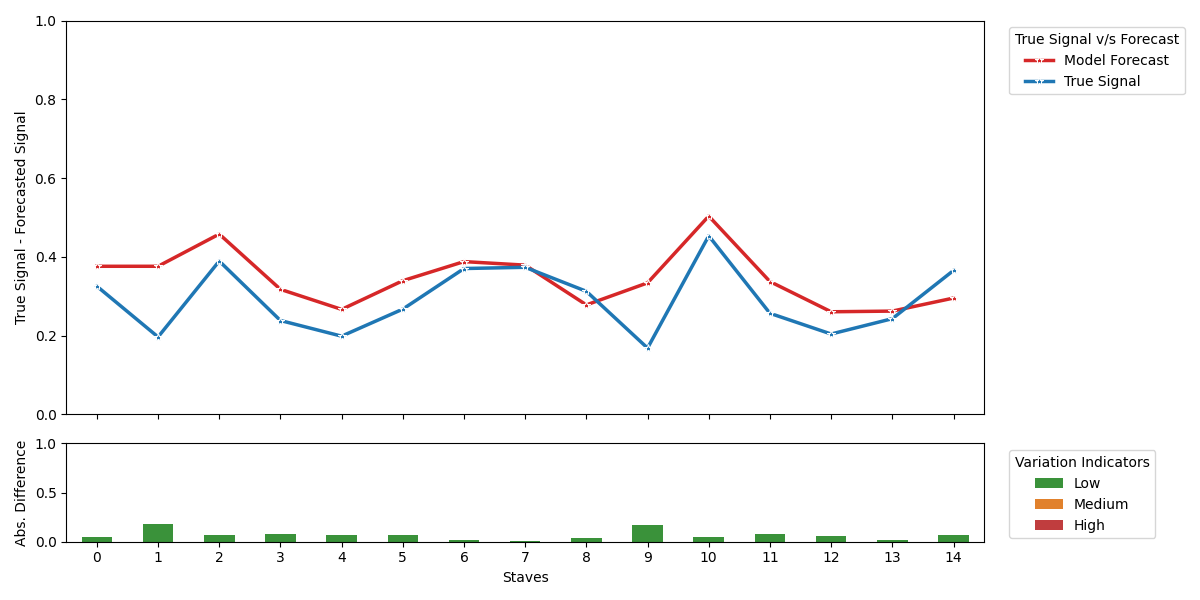 1.0
0.8
0.6
0.4
0.2
0.0
True Signal - Forecasted Signal
True Signal v/s Forecast
Model Forecast
True Signal
1.0
0.5
0.0
Abs. Difference
0 1 2 3 4 5 6 7 8 9 10 11 12 13 14
Staves
Variation Indicators
Low
Medium
High